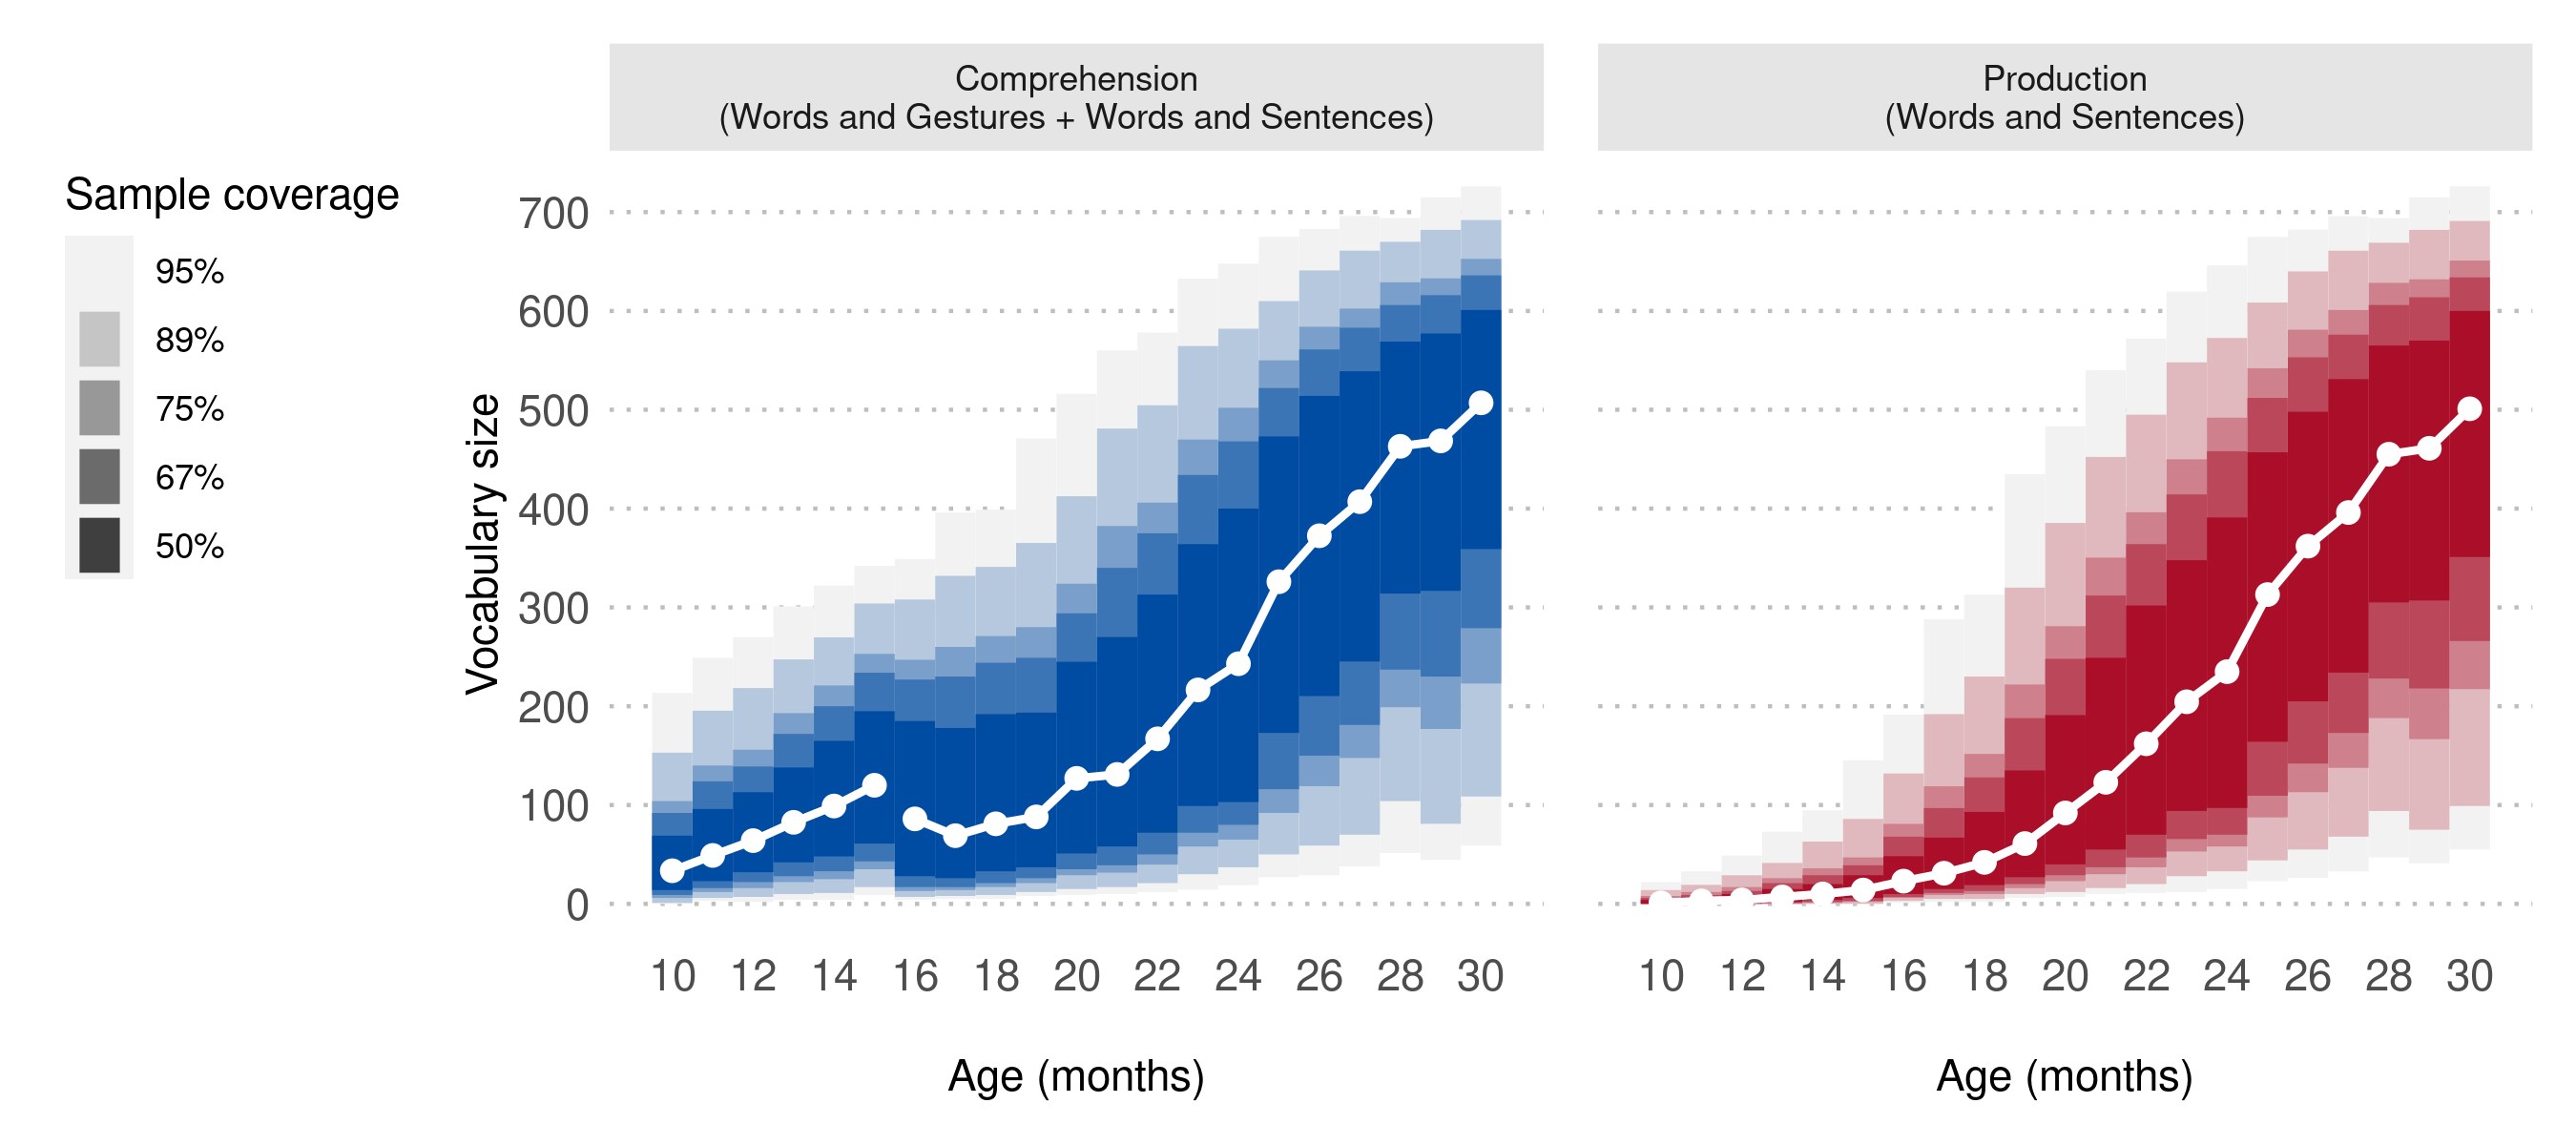 Comprehension
(Words and Gestures + Words and Sentences)
Production
(Words and Sentences)
Sample coverage
95%
89%
75%
67%
50%
Vocabulary size
700
600
500
400
300
200
100
0
10 12 14 16 18 20 22 24 26 28 30
10 12 14 16 18 20 22 24 26 28 30
Age (months)
Age (months)